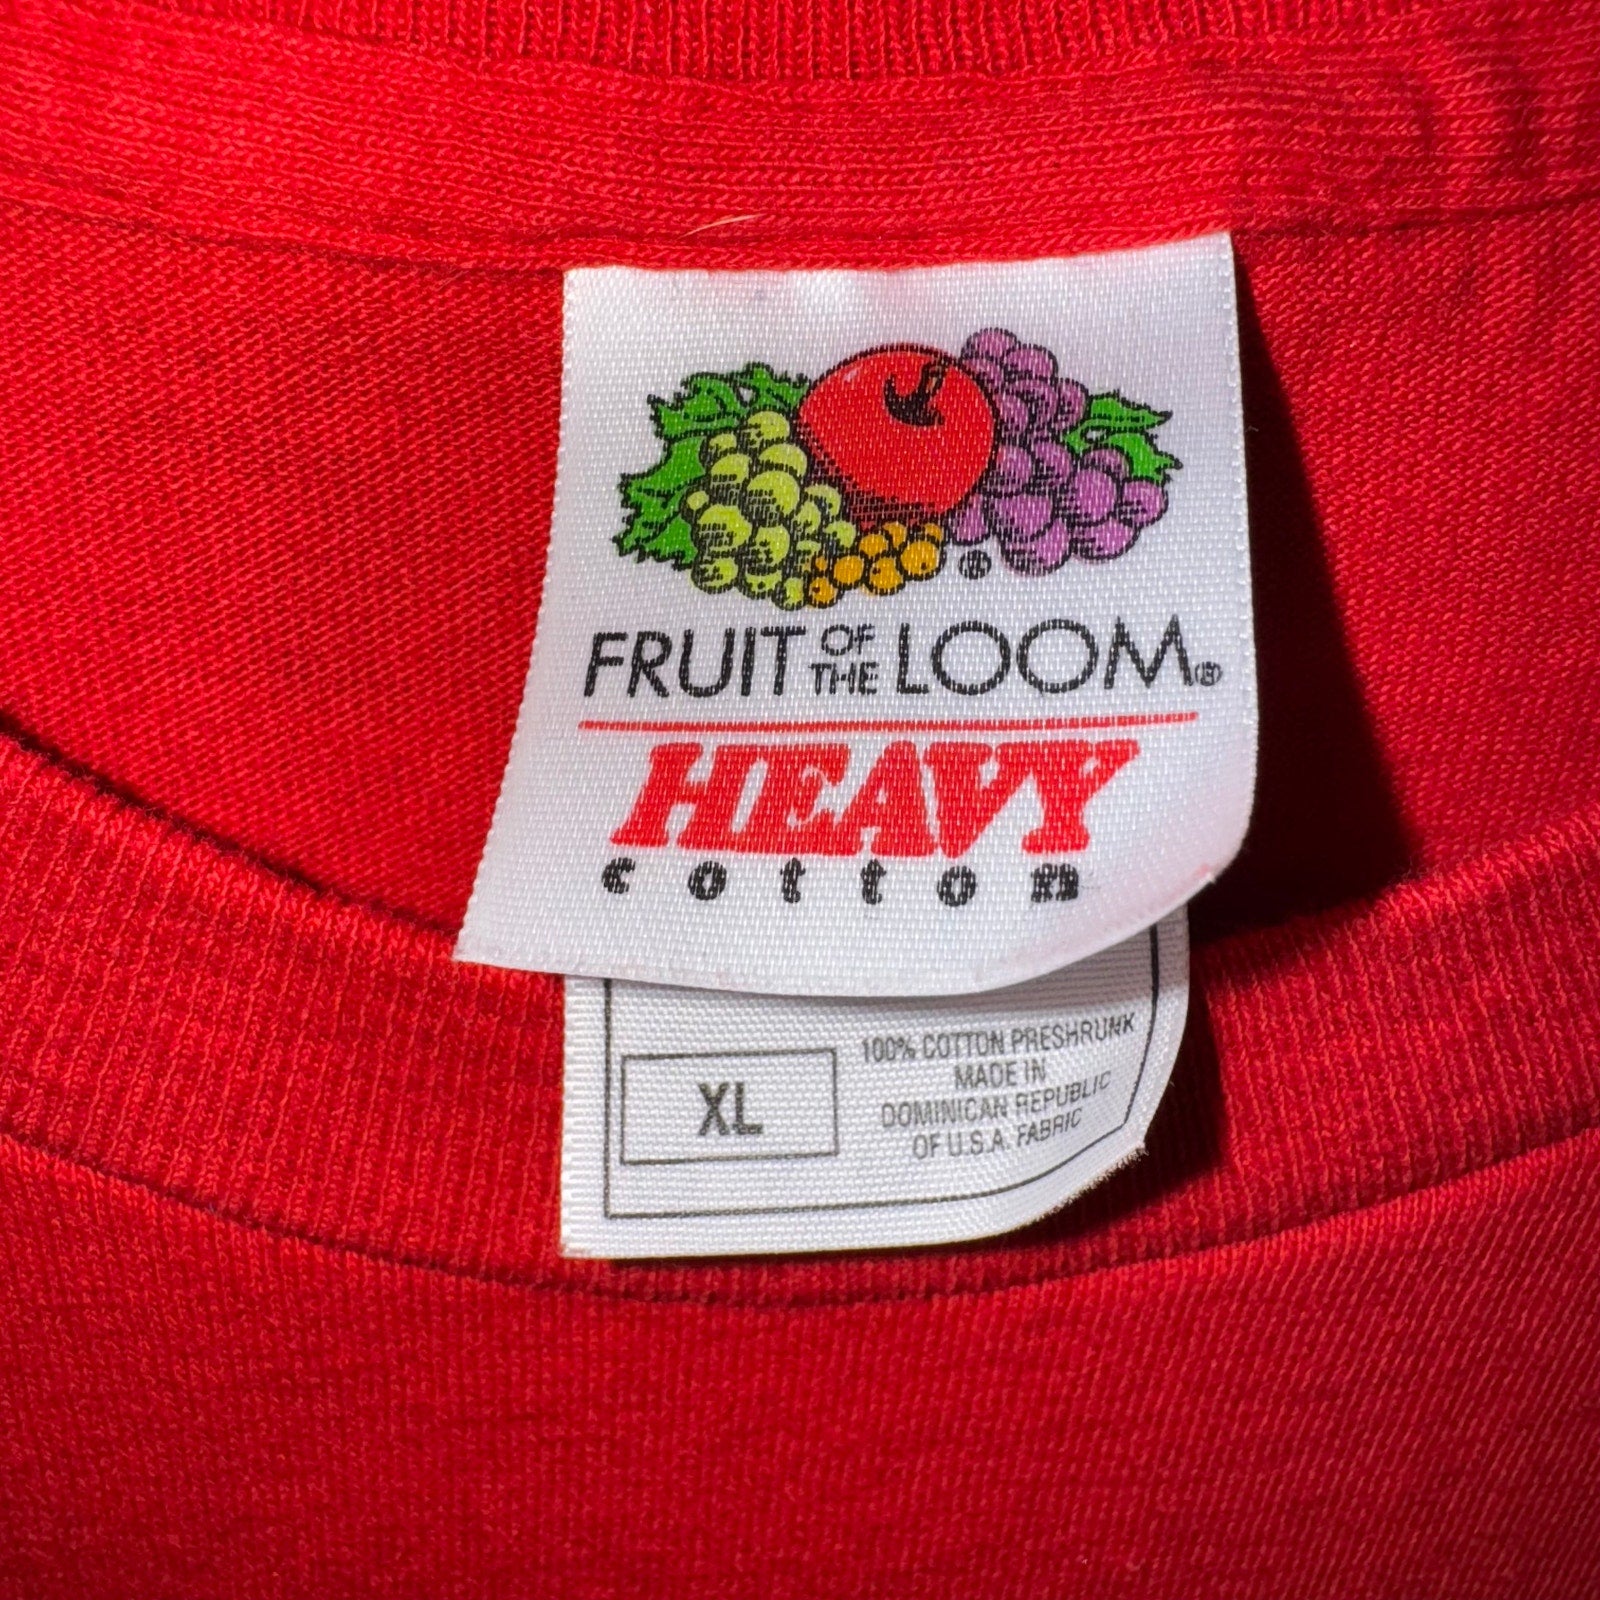 ®
FRUIT OF THE LOOM®
HEAVY
cotton
XL
100% COTTON PRESHRUNK
MADE IN
DOMINICAN REPUBLIC
OF U.S.A. FABRIC